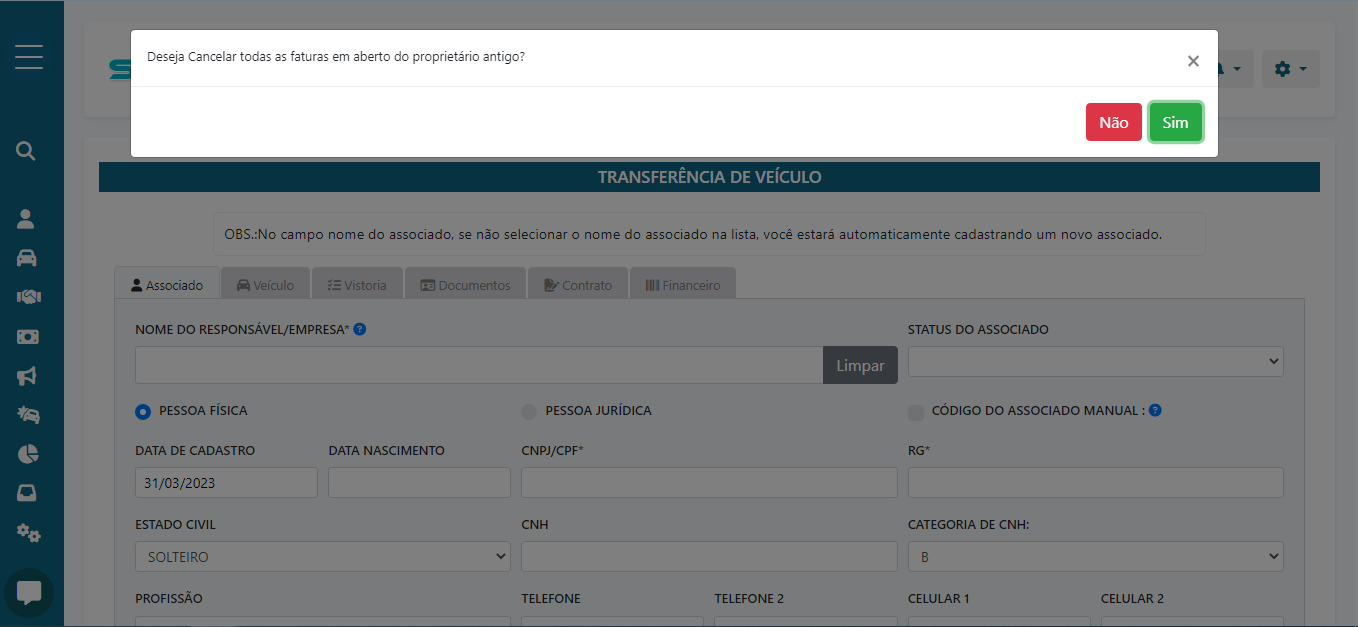 Deseja Cancelar todas as faturas em aberto do proprietário antigo?
×
Não
Sim
TRANSFERÊNCIA DE VEÍCULO
OBS.:No campo nome do associado, se não selecionar o nome do associado na lista, você estará automaticamente cadastrando um novo associado.
Associado Veículo Vistoria Documentos Contrato Financeiro
NOME DO RESPONSÁVEL/EMPRESA* ? STATUS DO ASSOCIADO
Limpar
PESSOA FÍSICA PESSOA JURÍDICA CÓDIGO DO ASSOCIADO MANUAL : ?
DATA DE CADASTRO DATA NASCIMENTO CNPJ/CPF* RG*
31/03/2023
ESTADO CIVIL CNH CATEGORIA DE CNH:
SOLTEIRO B
PROFISSÃO TELEFONE TELEFONE 2 CELULAR 1 CELULAR 2